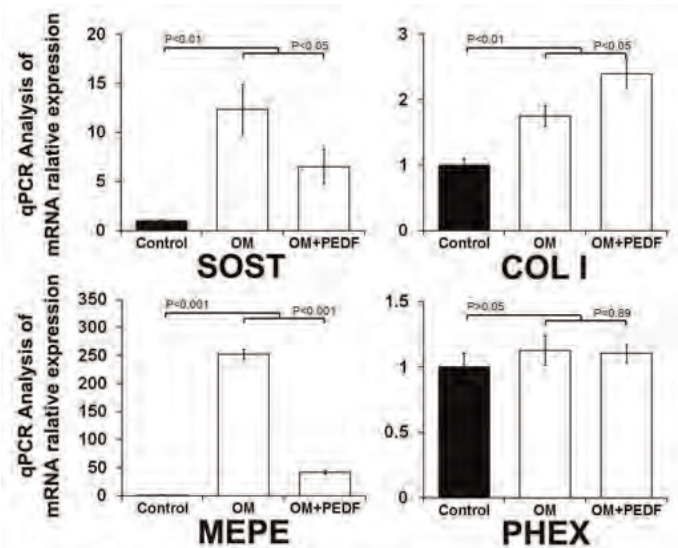 qPCR Analysis of
mRNA ralative expression
20
15
10
5
0
P<0.01
P<0.05
Control
OM
OM+PEDF
SOST
3
2
1
0
P<0.01
P<0.05
Control
OM
OM+PEDF
COL I
qPCR Analysis of
mRNA ralative expression
350
300
250
200
150
100
50
0
P<0.001
P<0.001
Control
OM
OM+PEDF
MEPE
1.5
1
0.5
0
P>0.05
P=0.89
Control
OM
OM+PEDF
PHEX